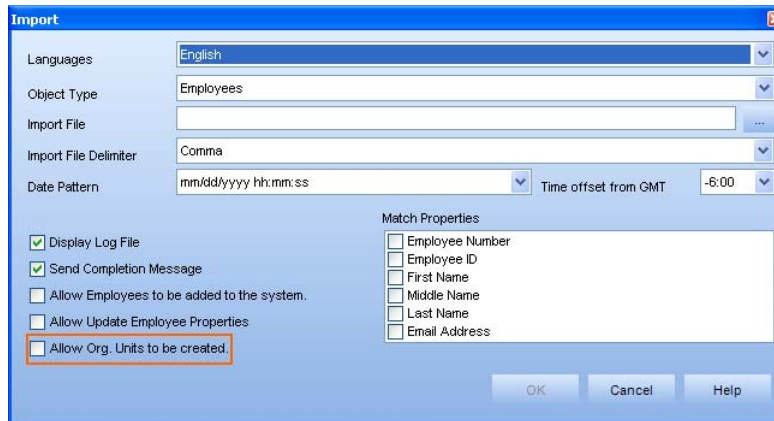 Import
Languages English
Object Type Employees
Import File ...
Import File Delimiter Comma
Date Pattern mm/dd/yyyy hh:mm:ss Time offset from GMT -6:00
Match Properties
Display Log File
Send Completion Message
Allow Employees to be added to the system.
Allow Update Employee Properties
Allow Org. Units to be created.
Employee Number
Employee ID
First Name
Middle Name
Last Name
Email Address
OK Cancel Help